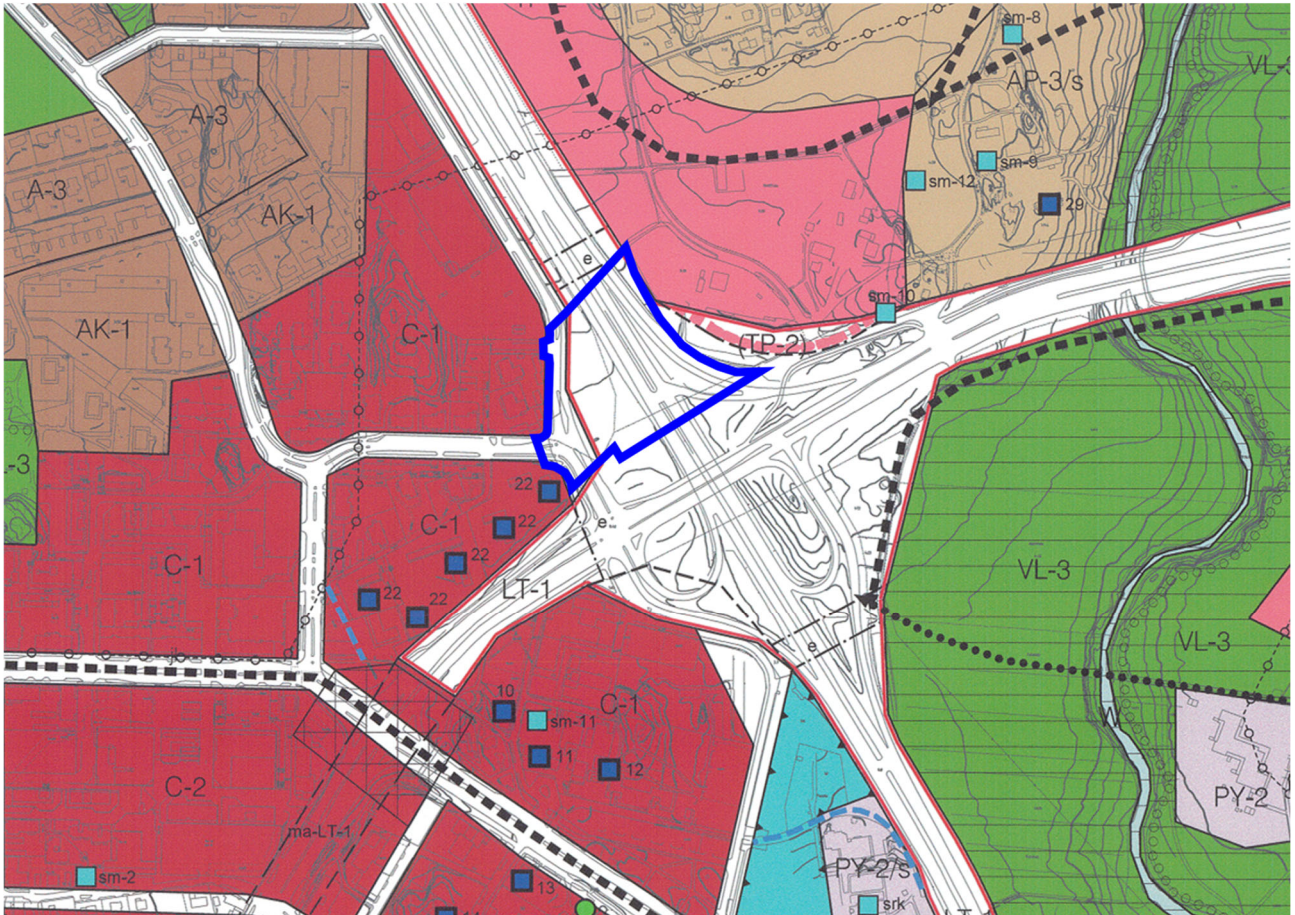 sm-8
VL-3
AP-3/s
A-3
sm-9
sm-12
A-3
29
AK-1
e
sm-10
AK-1
C-1
(TP-2)
-3
22
C-1
22
e
22
C-1
VL-3
LT-1
22
22
VL-3
e
10
C-1
sm-11
W
11
12
C-2
PY-2
ma-LT-1
PY-2/s
sm-2
13
srk